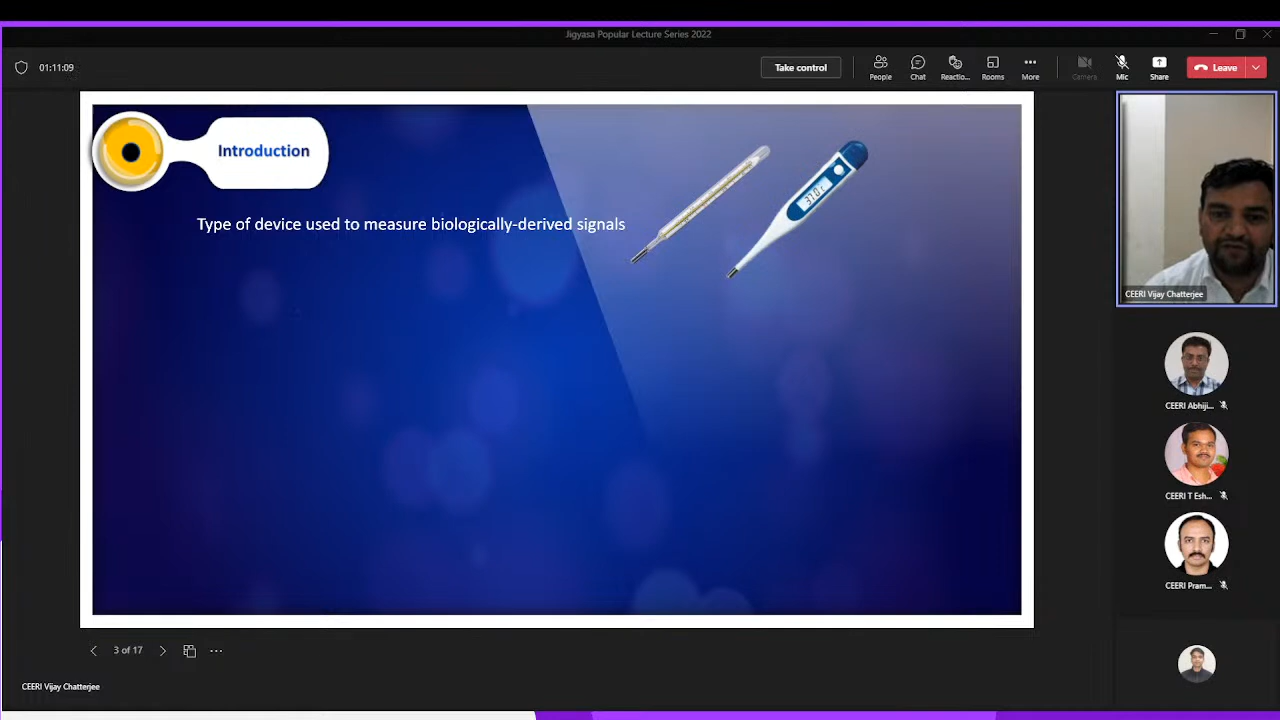 Jigyasa Popular Lecture Series 2022
01:11:09
Take control
People
Chat
Reactio...
Rooms
More
Camera
Mic
Share
Leave
Introduction
Type of device used to measure biologically-derived signals
37.0
CEERI Vijay Chatterjee
CEERI Abhiji...
CEERI T Esh...
CEERI Pram...
3 of 17
CEERI Vijay Chatterjee